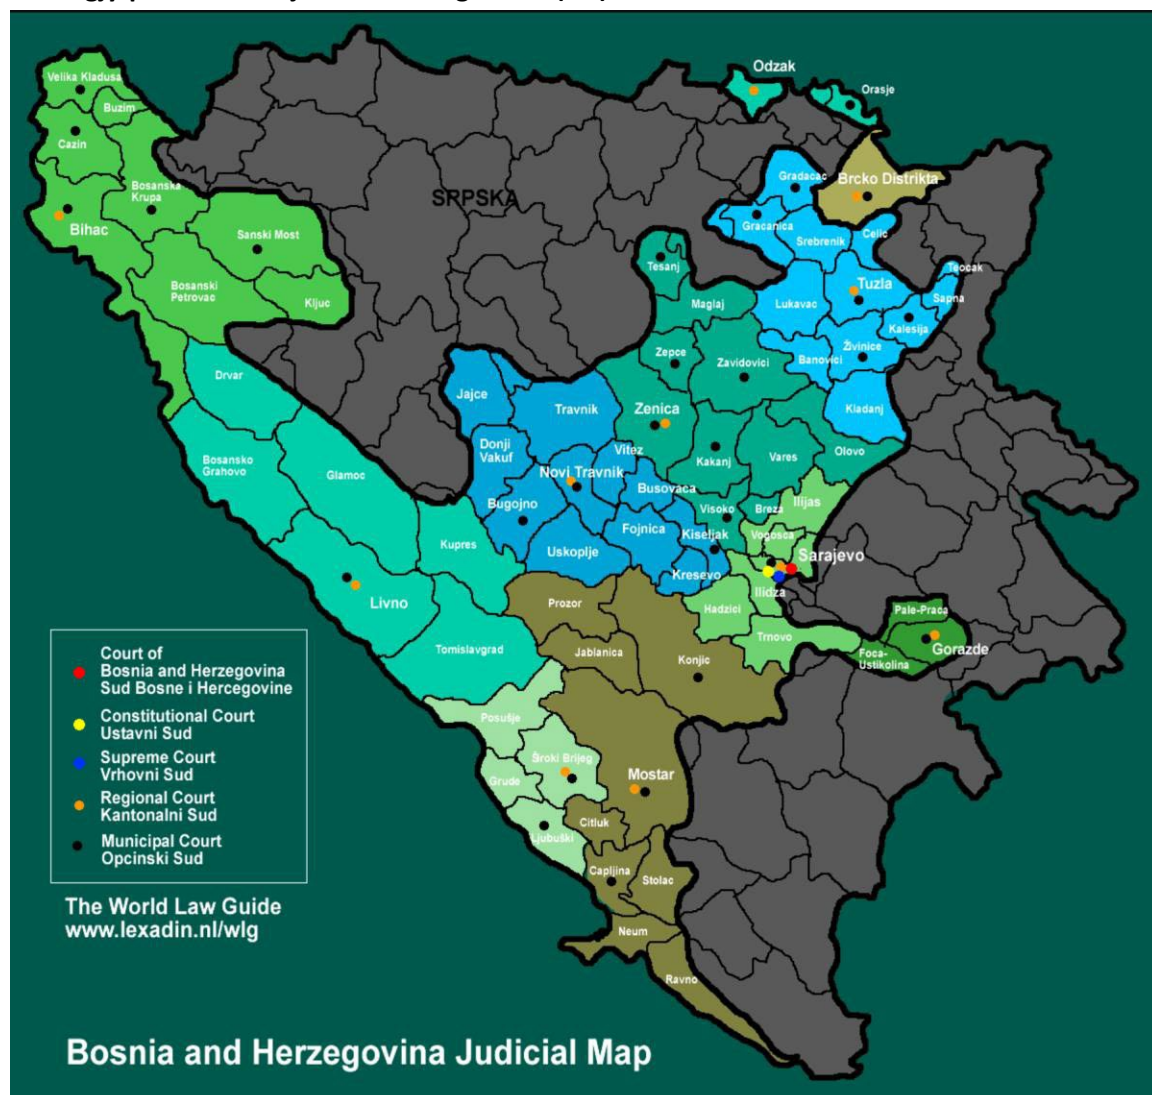 Velika Kladusa
Buzim
Cazin
Bosanska
Krupa
Bihac
Sanski Most
Bosanski
Petrovac
Kljuc
SRPSKA
Odzak
Orasje
Gradacac
Brcko Distrikta
Gracanica
Srebrenik
Celic
Teocak
Tuzla
Sapna
Lukavac
Kalesija
Živinice
Banovici
Kladanj
Tesanj
Maglaj
Zepce
Zavidovici
Zenica
Kakanj
Vares
Olovo
Visoko
Breza
Drvar
Bosansko
Grahovo
Glamoc
Kupres
Livno
Tomislavgrad
Jajce
Travnik
Donji
Vakuf
Vitez
Novi Travnik
Busovaca
Bugojno
Fojnica
Kiseljak
Uskoplje
Kresevo
Ilijas
Vogosca
Sarajevo
Ilidza
Hadzici
Trnovo
Pale-Praca
Gorazde
Foca-
Ustikolina
Prozor
Jablanica
Konjic
Posušje
Široki Brijeg
Grude
Mostar
Citluk
Ljubuški
Capljina
Stolac
Neum
Ravno
Court of
Bosnia and Herzegovina
Sud Bosne i Hercegovine
Constitutional Court
Ustavni Sud
Supreme Court
Vrhovni Sud
Regional Court
Kantonalni Sud
Municipal Court
Opcinski Sud
The World Law Guide
www.lexadin.nl/wlg
Bosnia and Herzegovina Judicial Map